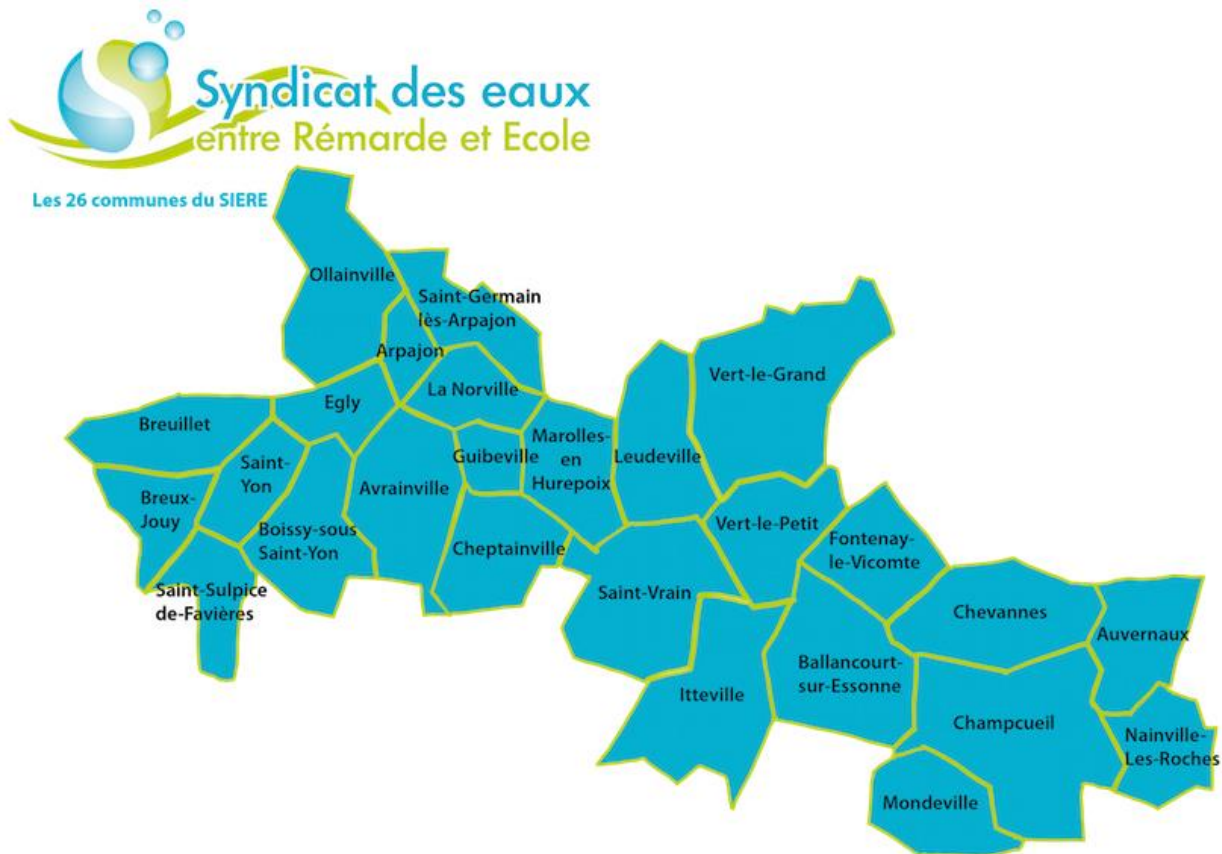 Syndicat des eaux
entre Rémarde et Ecole
Les 26 communes du SIERE
Ollainville
Saint-Germain
lès-Arpajon
Arpajon
Vert-le-Grand
La Norville
Egly
Breuillet
Marolles-
en
Hurepoix
Guibeville
Leudeville
Saint-
Yon
Avrainville
Breux-
Jouy
Boissy-sous
Saint-Yon
Vert-le-Petit
Fontenay-
le-Vicomte
Cheptainville
Saint-Sulpice
de-Favières
Saint-Vrain
Chevannes
Auvernaux
Ballancourt-
sur-Essonne
Itteville
Champcueil
Nainville-
Les-Roches
Mondeville